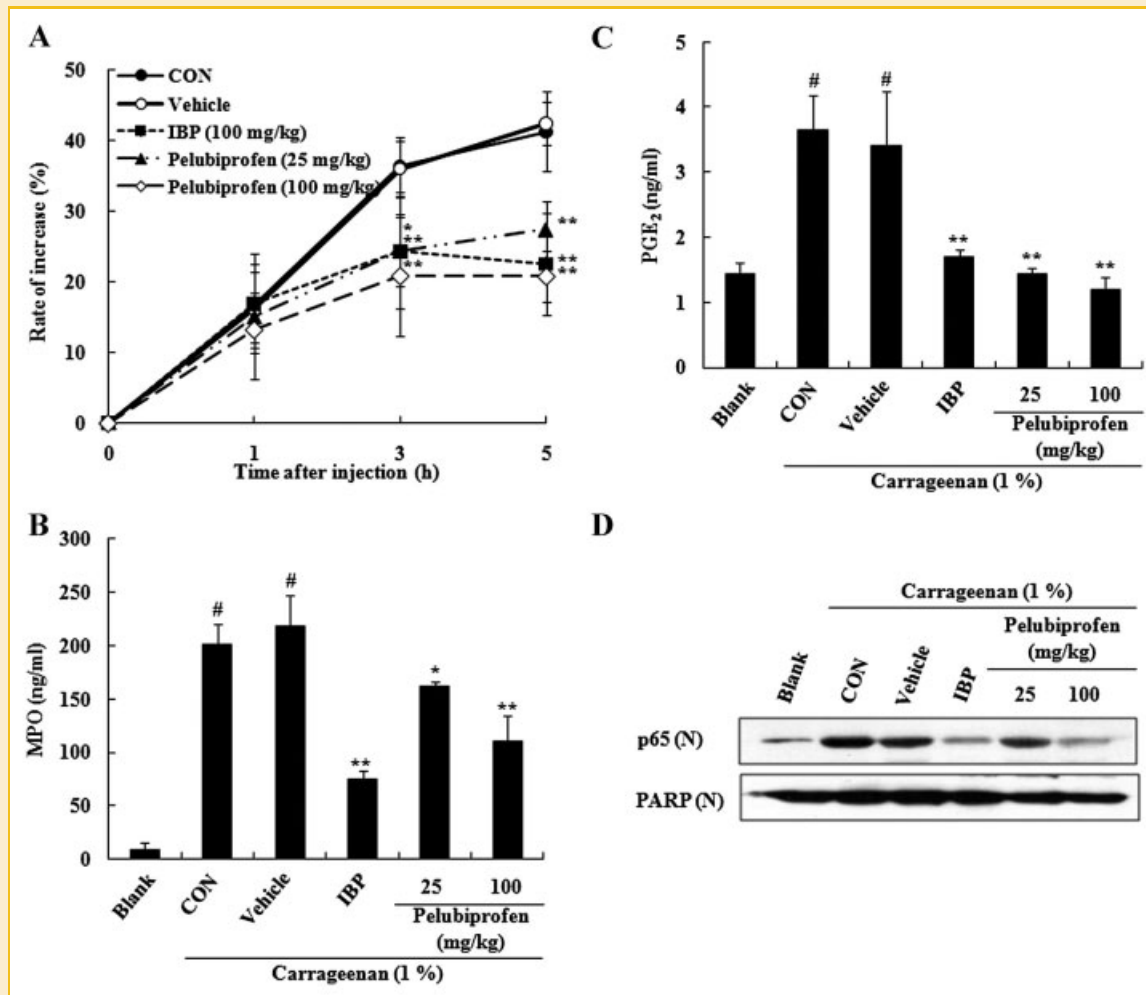 A
50
40
30
20
10
0
Rate of increase (%)
CON
Vehicle
IBP (100 mg/kg)
Pelubiprofen (25 mg/kg)
Pelubiprofen (100 mg/kg)
*
**
**
**
**
**
0 1 3 5
Time after injection (h)
C
5
4
3
2
1
0
PGE₂ (ng/ml)
# # ** ** **
Blank CON Vehicle IBP 25 100
Pelubiprofen
(mg/kg)
Carrageenan (1 %)
B
300
250
200
150
100
50
0
MPO (ng/ml)
# # ** * **
Blank CON Vehicle IBP 25 100
Pelubiprofen
(mg/kg)
Carrageenan (1 %)
D
Carrageenan (1 %)
Pelubiprofen
(mg/kg)
Blank CON Vehicle IBP 25 100
p65 (N)
PARP (N)